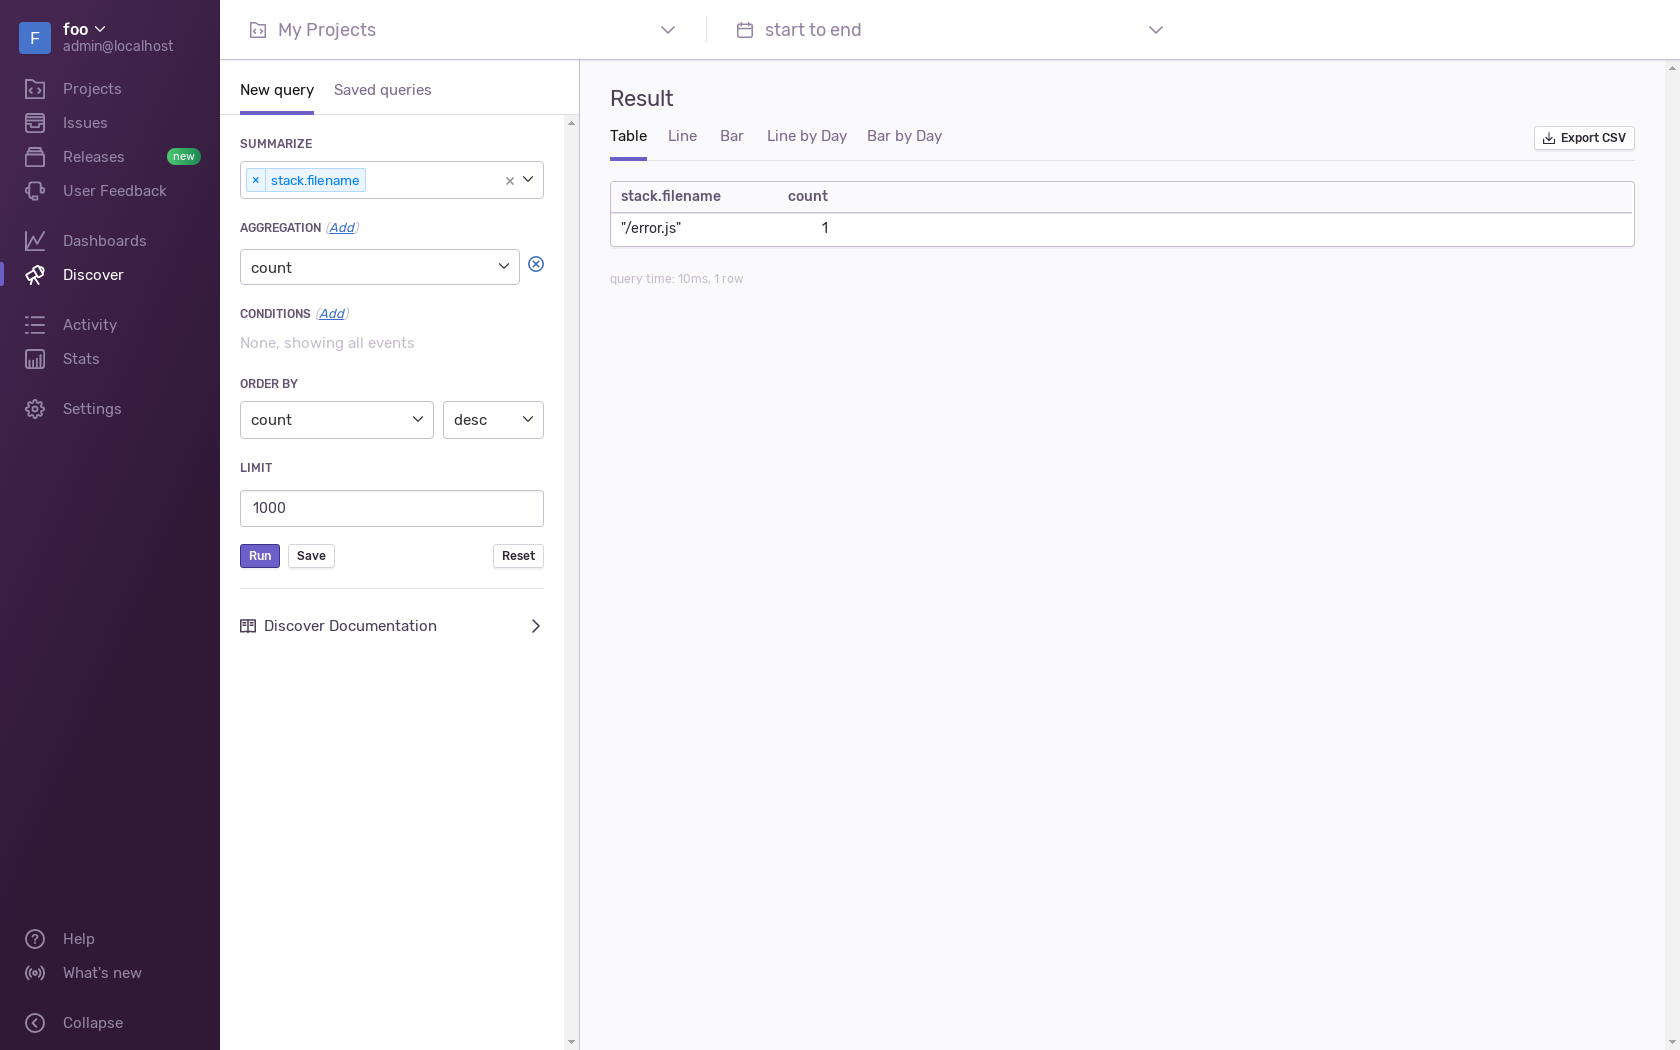 F
foo
admin@localhost
Projects
Issues
Releases
new
User Feedback
Dashboards
Discover
Activity
Stats
Settings
Help
What's new
Collapse
My Projects
start to end
New query
Saved queries
SUMMARIZE
× stack.filename ×
AGGREGATION (Add)
count
CONDITIONS (Add)
None, showing all events
ORDER BY
count
desc
LIMIT
1000
Run
Save
Reset
Discover Documentation
Result
Table
Line
Bar
Line by Day
Bar by Day
Export CSV
stack.filename count
"/error.js" 1
query time: 10ms, 1 row